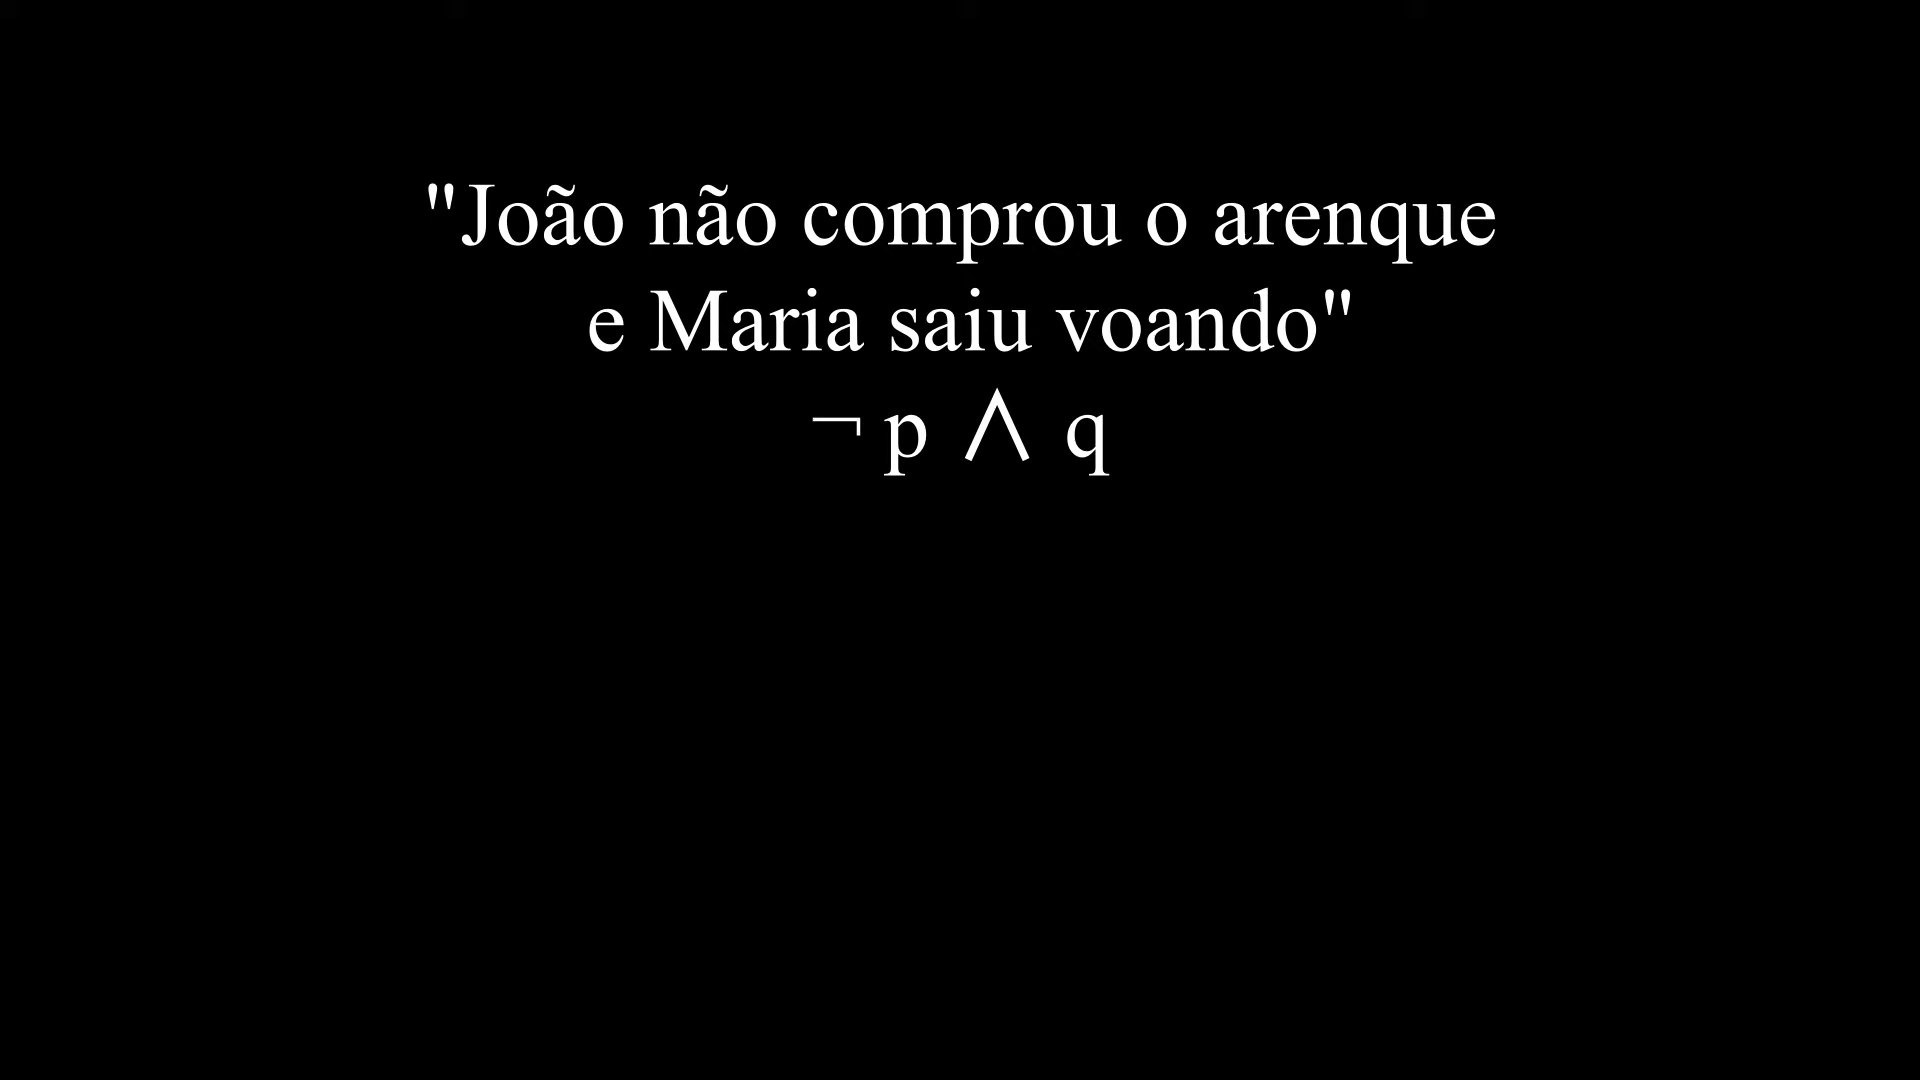 "João não comprou o arenque
e Maria saiu voando"
¬ p ∧ q